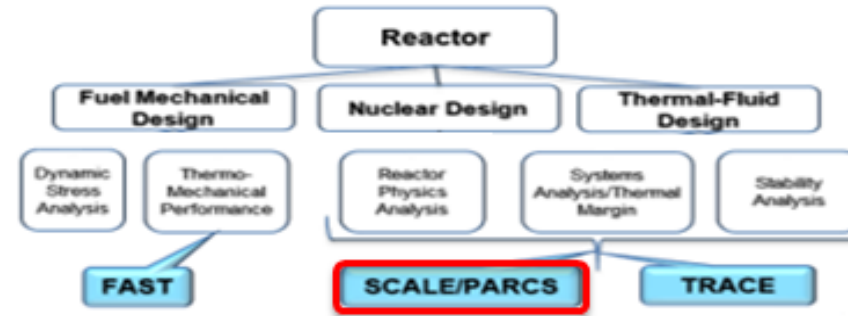 Reactor
Fuel Mechanical
Design
Nuclear Design
Thermal-Fluid
Design
Dynamic
Stress
Analysis
Thermo-
Mechanical
Performance
Reactor
Physics
Analysis
Systems
Analysis/Thermal
Margin
Stability
Analysis
FAST
SCALE/PARCS
TRACE